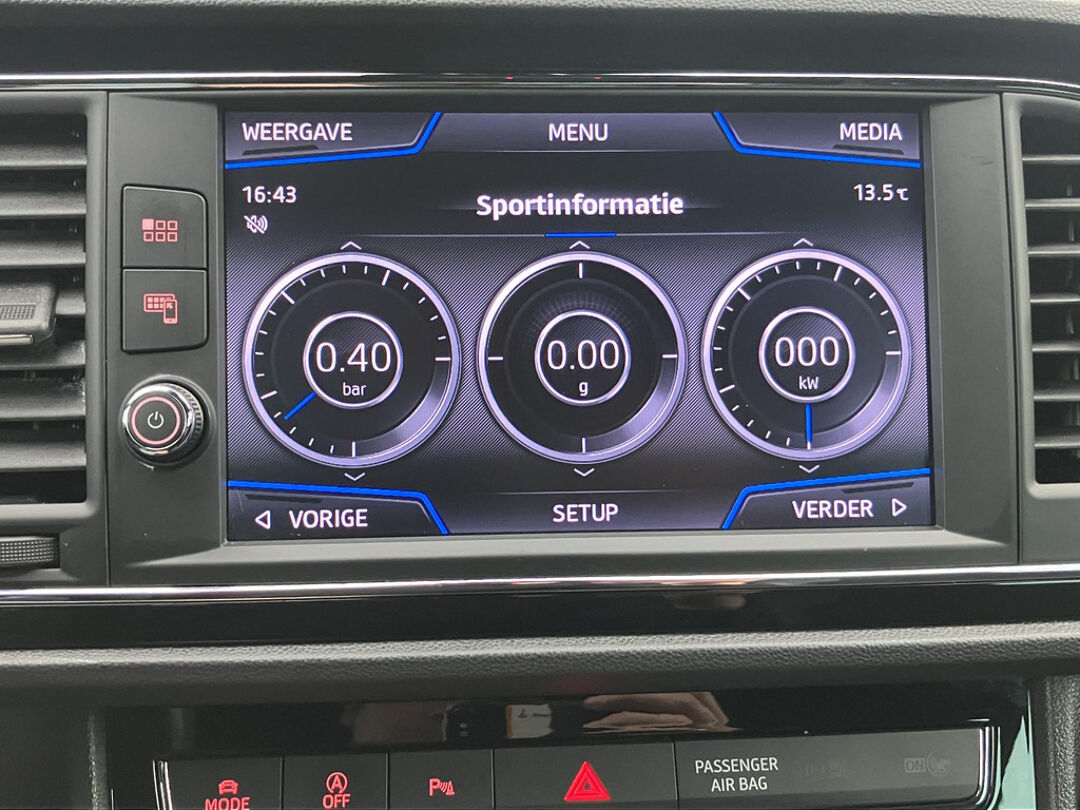 WEERGAVE MENU MEDIA
16:43 13.5℃
Sportinformatie
0.40 0.00 000
bar g kW
VORIGE SETUP VERDER
MODE OFF P PASSENGER
AIR BAG ON